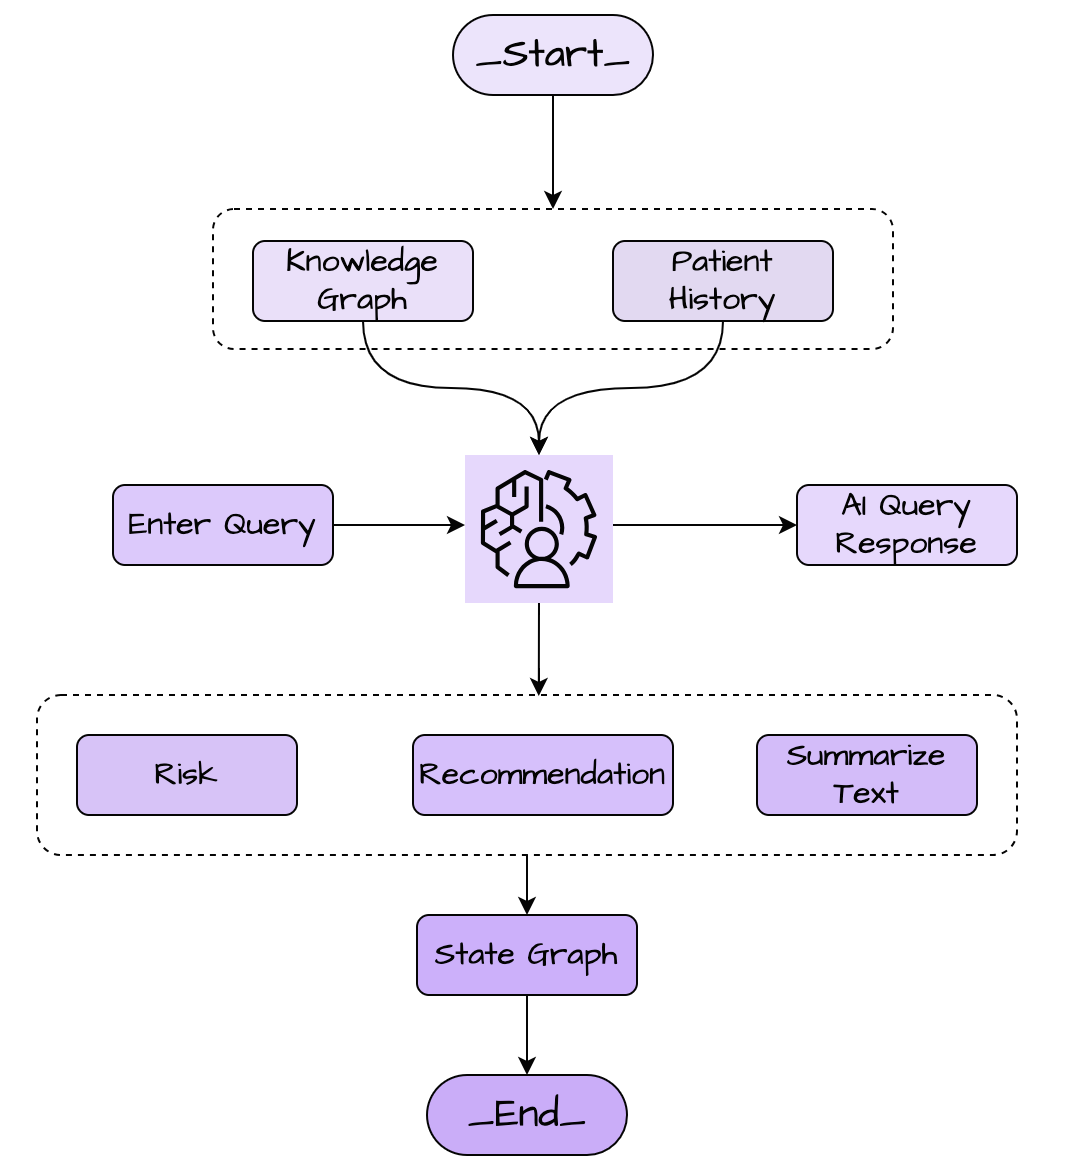 _Start_
Knowledge
Graph
Patient
History
Enter Query
AI Query
Response
Risk
Recommendation
Summarize
Text
State Graph
_End_